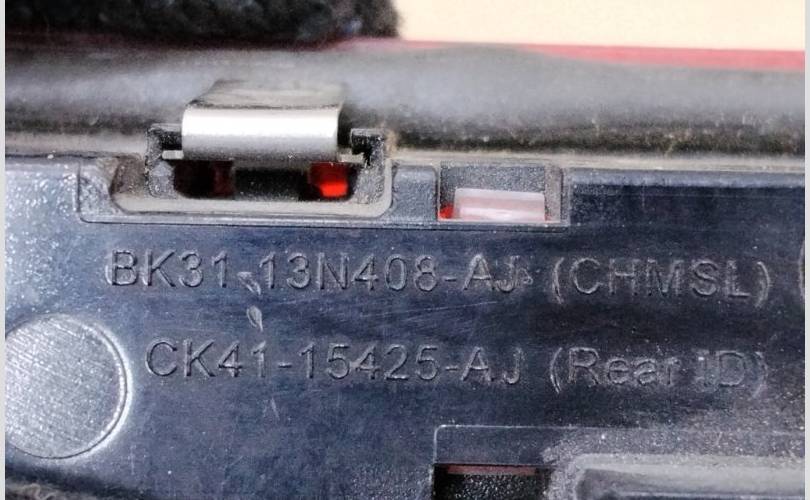 BK31-13N408-AJ (CHMSL) (
CK41-15425-AJ (Rear ID)